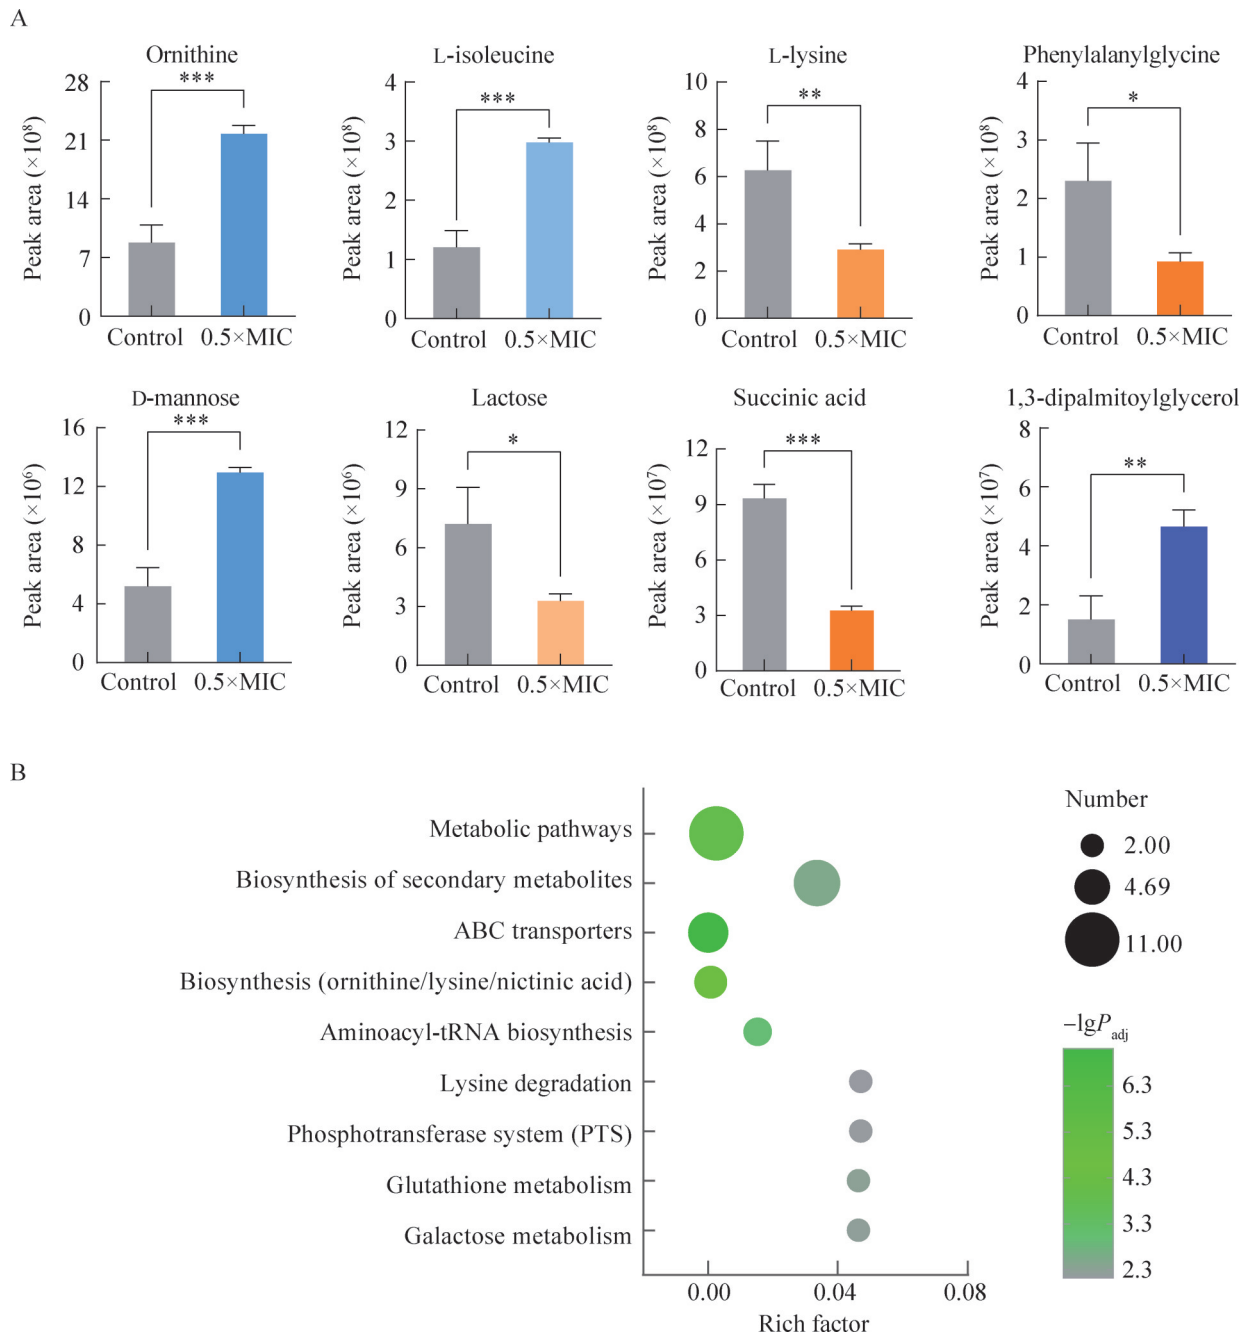 A
Ornithine
***
Peak area (×10⁸)
28
21
14
7
0
Control 0.5×MIC
L-isoleucine
***
Peak area (×10⁸)
4
3
2
1
0
Control 0.5×MIC
L-lysine
**
Peak area (×10⁸)
10
8
6
4
2
0
Control 0.5×MIC
Phenylalanylglycine
*
Peak area (×10⁸)
4
3
2
1
0
Control 0.5×MIC
D-mannose
***
Peak area (×10⁶)
16
12
8
4
0
Control 0.5×MIC
Lactose
*
Peak area (×10⁶)
12
9
6
3
0
Control 0.5×MIC
Succinic acid
***
Peak area (×10⁷)
12
9
6
3
0
Control 0.5×MIC
1,3-dipalmitoylglycerol
**
Peak area (×10⁷)
8
6
4
2
0
Control 0.5×MIC
B
Metabolic pathways
Biosynthesis of secondary metabolites
ABC transporters
Biosynthesis (ornithine/lysine/nictinic acid)
Aminoacyl-tRNA biosynthesis
Lysine degradation
Phosphotransferase system (PTS)
Glutathione metabolism
Galactose metabolism
0.00 0.04 0.08
Rich factor
Number
2.00
4.69
11.00
–lgP adj
6.3
5.3
4.3
3.3
2.3